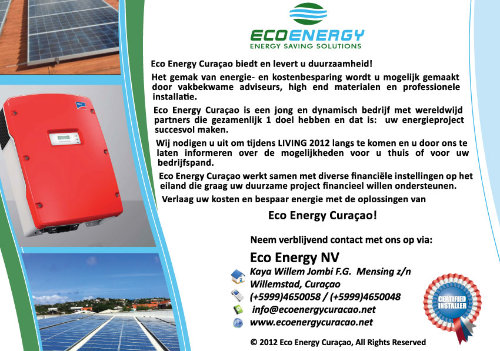 ECOENERGY
ENERGY SAVING SOLUTIONS
Eco Energy Curaçao biedt en levert u duurzaamheid!
Het gemak van energie- en kostenbesparing wordt u mogelijk gemaakt
door vakbekwame adviseurs, high end materialen en professionele
installatie.
Eco Energy Curaçao is een jong en dynamisch bedrijf met wereldwijd
partners die gezamenlijk 1 doel hebben en dat is: uw energieproject
succesvol maken.
Wij nodigen u uit om tijdens LIVING 2012 langs te komen en u door ons te
laten informeren over de mogelijkheden voor u thuis of voor uw
bedrijfspand.
Eco Energy Curaçao werkt samen met diverse financiële instellingen op het
eiland die graag uw duurzame project financieel willen ondersteunen.
Verlaag uw kosten en bespaar energie met de oplossingen van
Eco Energy Curaçao!
Neem verblijvend contact met ons op via:
Eco Energy NV
Kaya Willem Jombi F.G. Mensing z/n
Willemstad, Curaçao
(+5999)4650058 / (+5999)4650048
info@ecoenergycuracao.net
www.ecoenergycuracao.net
CERTIFIED
INSTALLER
© 2012 Eco Energy Curaçao, All Rights Reserved